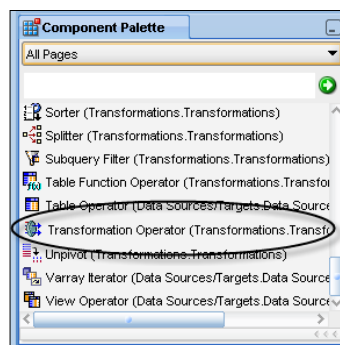 Component Palette
All Pages
Sorter (Transformations.Transformations)
Splitter (Transformations.Transformations)
Subquery Filter (Transformations.Transformations)
Table Function Operator (Transformations.Transfor
Table Operator (Data Sources/Targets.Data Source
Transformation Operator (Transformations.Transfo
Unpivot (Transformations.Transformations)
Varray Iterator (Data Sources/Targets.Data Source
View Operator (Data Sources/Targets.Data Source